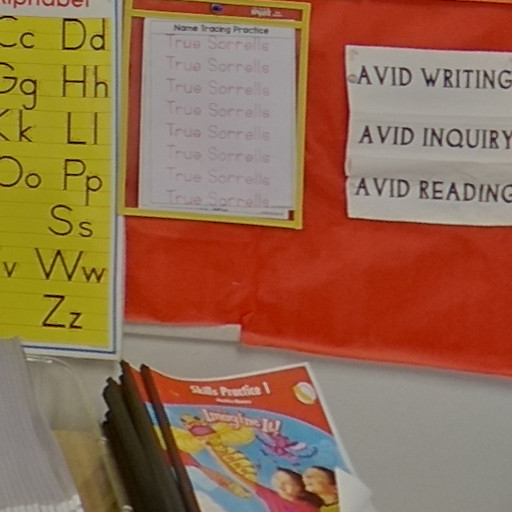 Alphabet
Cc Dd
Gg Hh
Kk Ll
Oo Pp
Ss
v Ww
Zz
Name Tracing Practice
True Sorrells
True Sorrells
True Sorrells
True Sorrells
True Sorrells
True Sorrells
True Sorrells
True Sorrells
AVID WRITING
AVID INQUIRY
AVID READING
Skills Practice 1
Imagine It!